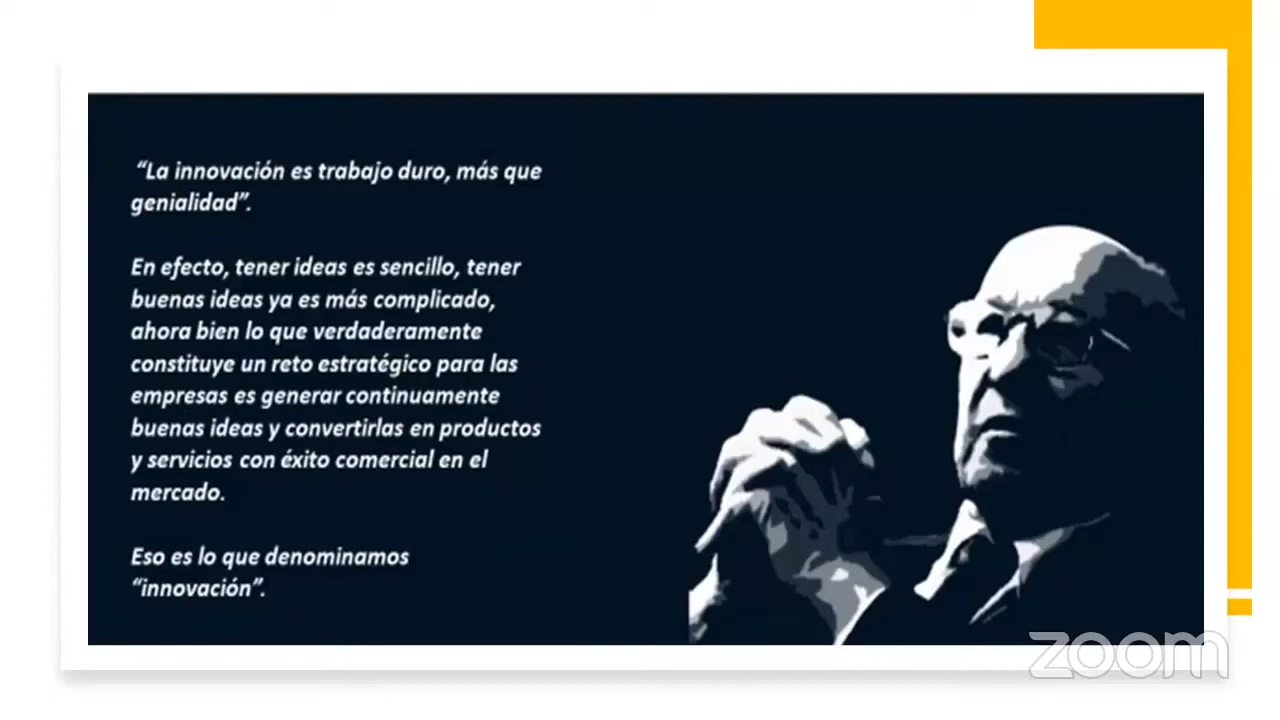 “La innovación es trabajo duro, más que
genialidad”.
En efecto, tener ideas es sencillo, tener
buenas ideas ya es más complicado,
ahora bien lo que verdaderamente
constituye un reto estratégico para las
empresas es generar continuamente
buenas ideas y convertirlas en productos
y servicios con éxito comercial en el
mercado.
Eso es lo que denominamos
“innovación”.
zoom